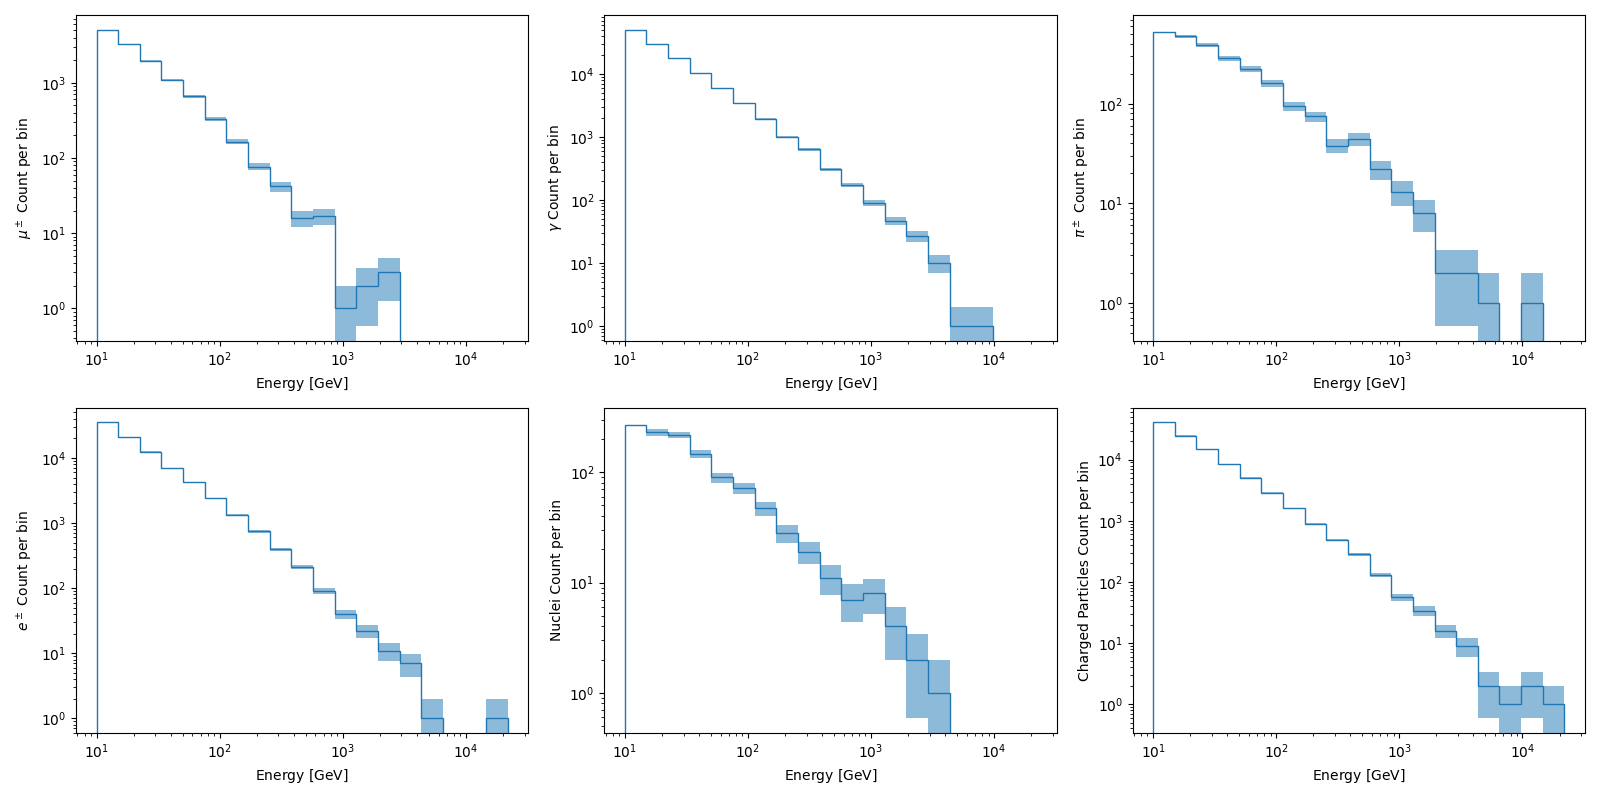 μ± Count per bin
10³
10²
10¹
10⁰
10¹ 10² 10³ 10⁴
Energy [GeV]
γ Count per bin
10⁴
10³
10²
10¹
10⁰
10¹ 10² 10³ 10⁴
Energy [GeV]
π± Count per bin
10²
10¹
10⁰
10¹ 10² 10³ 10⁴
Energy [GeV]
e± Count per bin
10⁴
10³
10²
10¹
10⁰
10¹ 10² 10³ 10⁴
Energy [GeV]
Nuclei Count per bin
10²
10¹
10⁰
10¹ 10² 10³ 10⁴
Energy [GeV]
Charged Particles Count per bin
10⁴
10³
10²
10¹
10⁰
10¹ 10² 10³ 10⁴
Energy [GeV]